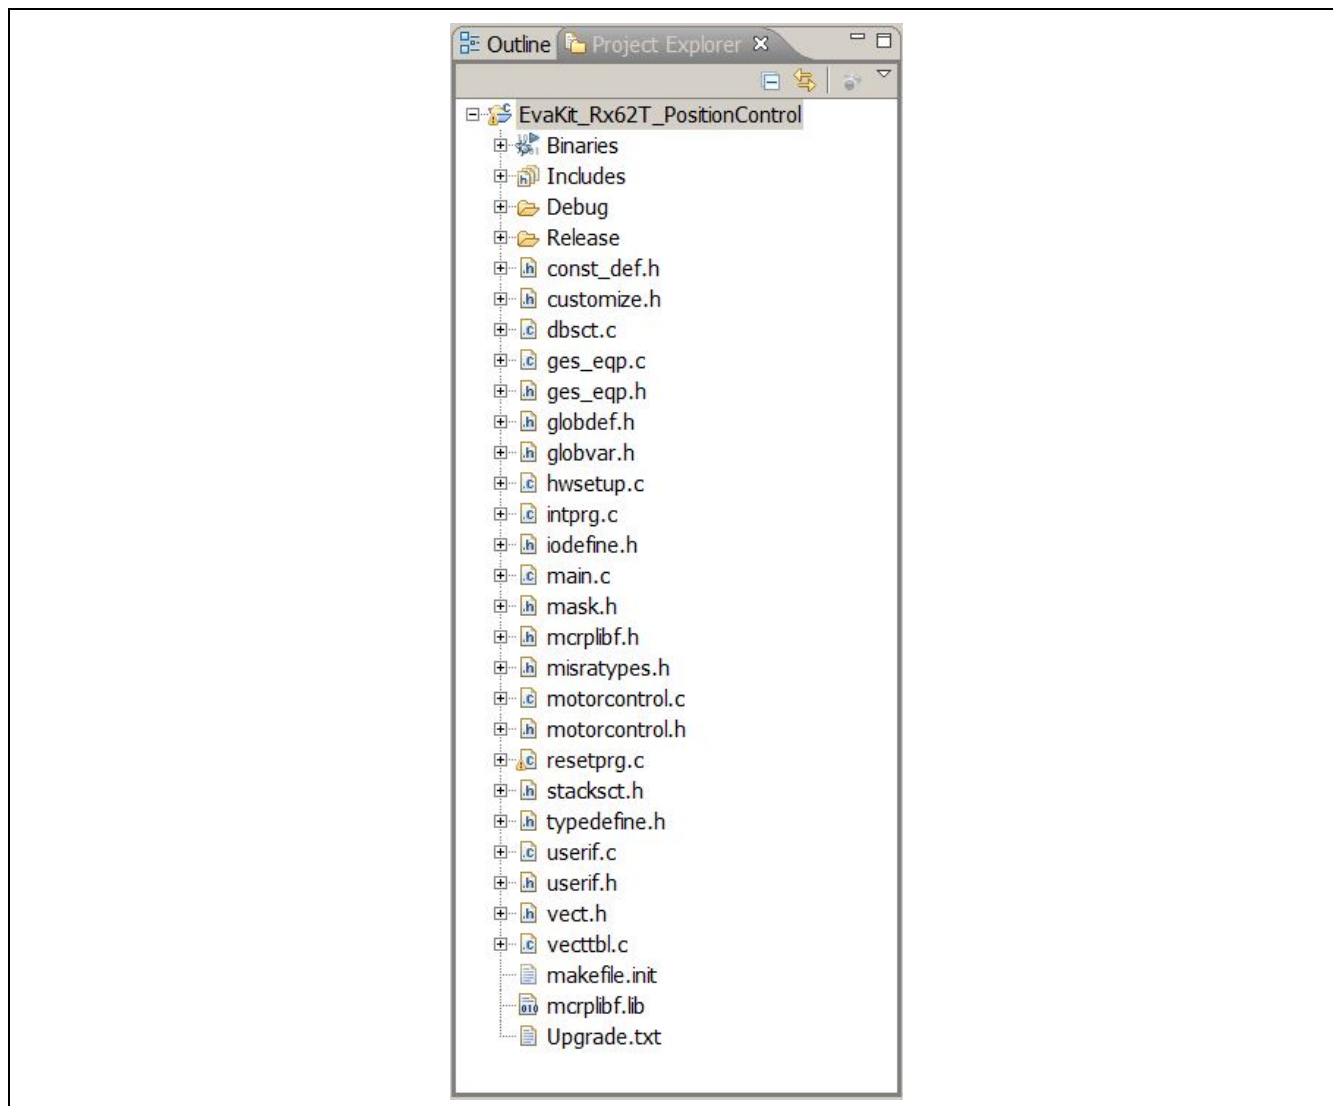 Outline Project Explorer
EvaKit_Rx62T_PositionControl
Binaries
Includes
Debug
Release
const_def.h
customize.h
dbsct.c
ges_eqp.c
ges_eqp.h
globdef.h
globvar.h
hwsetup.c
intprg.c
iodefine.h
main.c
mask.h
mcrplibf.h
misratypes.h
motorcontrol.c
motorcontrol.h
resetprg.c
stacksct.h
typedefine.h
userif.c
userif.h
vect.h
vecttbl.c
makefile.init
mcrplibf.lib
Upgrade.txt